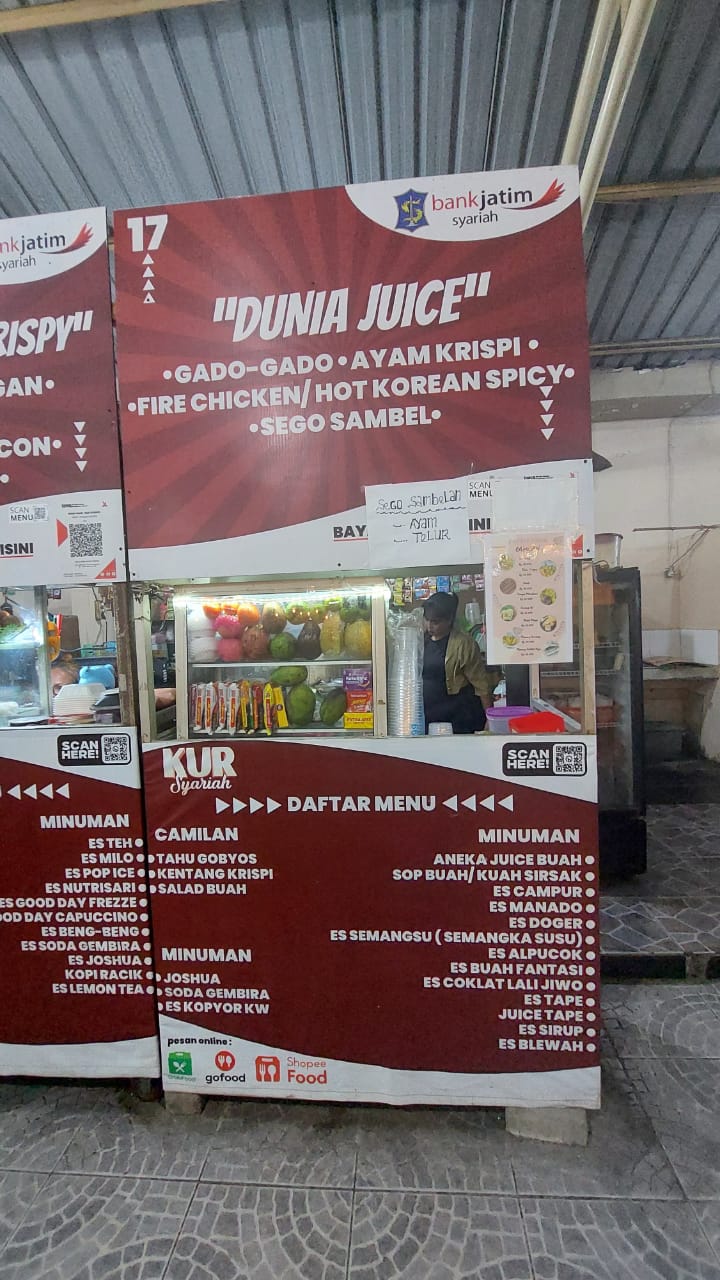 nkjatim
yariah
RISPY"
GAN•
CON•
SCAN
MENU
ISINI
17
bankjatim
syariah
"DUNIA JUICE"
•GADO-GADO • AYAM KRISPI •
•FIRE CHICKEN/ HOT KOREAN SPICY•
•SEGO SAMBEL•
SCAN
MENU
SEGO SambelAn
AYAM
TELUR
BAY
INI
SCAN
HERE!
MINUMAN
ES TEH
ES MILO
ES POP ICE
ES NUTRISARI
ES GOOD DAY FREZZE
OOD DAY CAPUCCINO
ES BENG-BENG
ES SODA GEMBIRA
ES JOSHUA
KOPI RACIK
ES LEMON TEA
KUR
Syariah
SCAN
HERE!
DAFTAR MENU
CAMILAN
TAHU GOBYOS
KENTANG KRISPI
SALAD BUAH
MINUMAN
JOSHUA
SODA GEMBIRA
ES KOPYOR KW
MINUMAN
ANEKA JUICE BUAH
SOP BUAH/ KUAH SIRSAK
ES CAMPUR
ES MANADO
ES DOGER
ES SEMANGSU ( SEMANGKA SUSU)
ES ALPUCOK
ES BUAH FANTASI
ES COKLAT LALI JIWO
ES TAPE
JUICE TAPE
ES SIRUP
ES BLEWAH
pesan online :
GrabFood
gofood
Shopee
Food